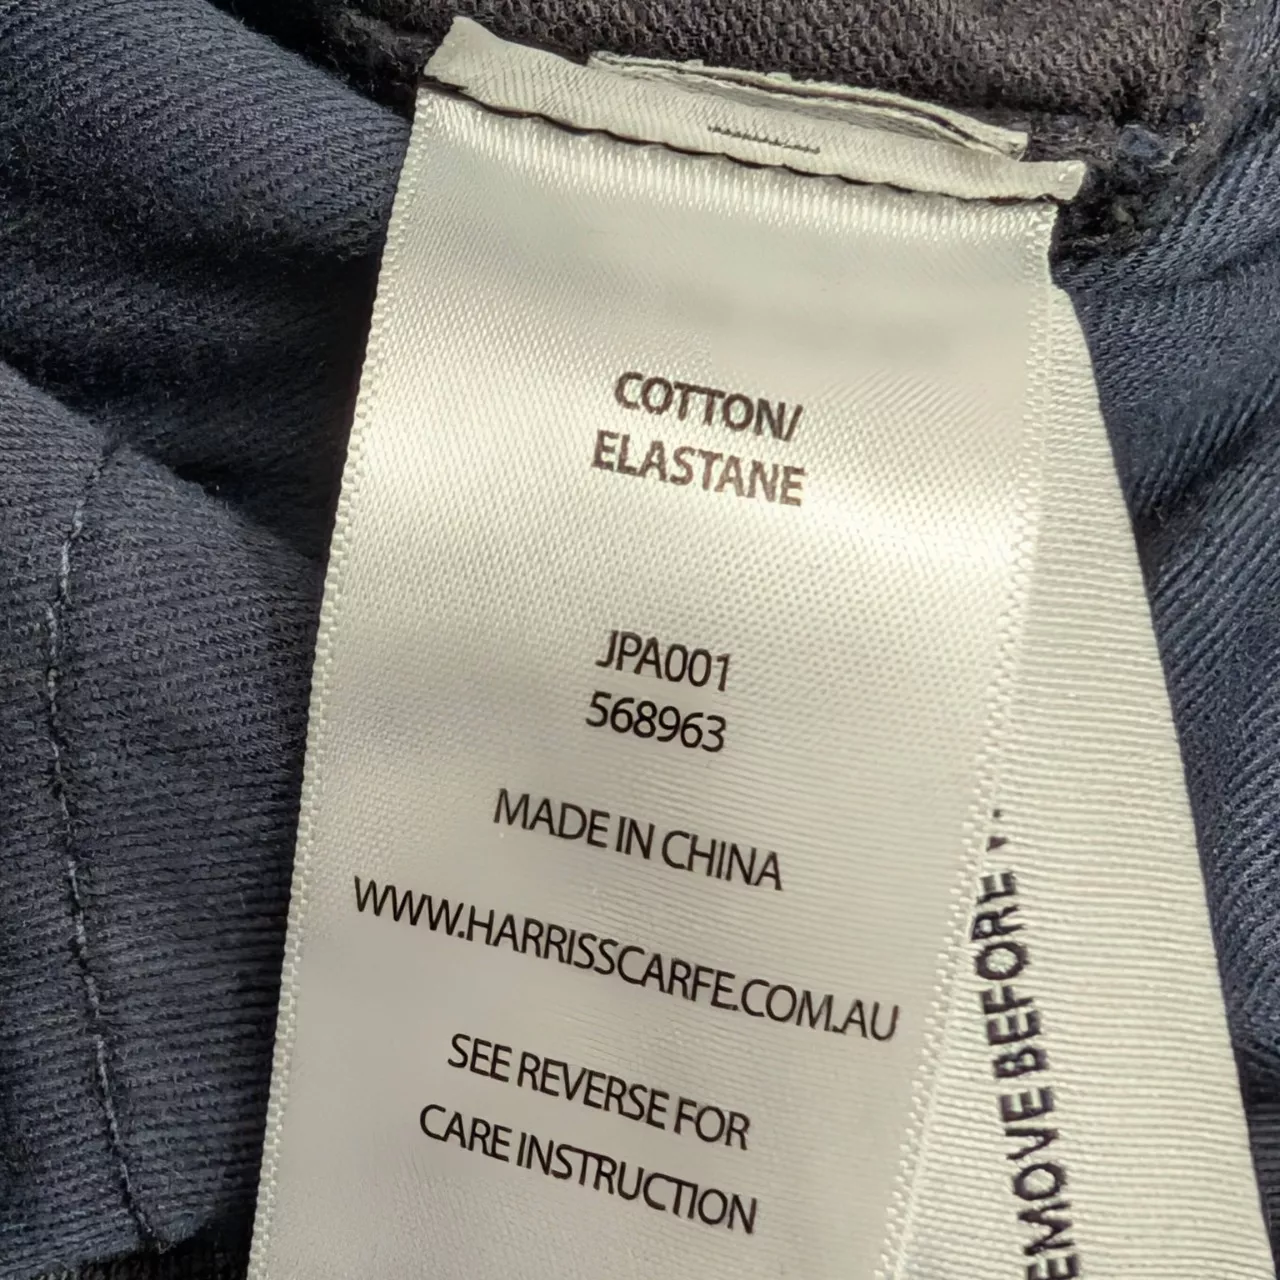 COTTON/
ELASTANE
JPA001
568963
MADE IN CHINA
WWW.HARRISSCARFE.COM.AU
SEE REVERSE FOR
CARE INSTRUCTION
EMOVE BEFORE